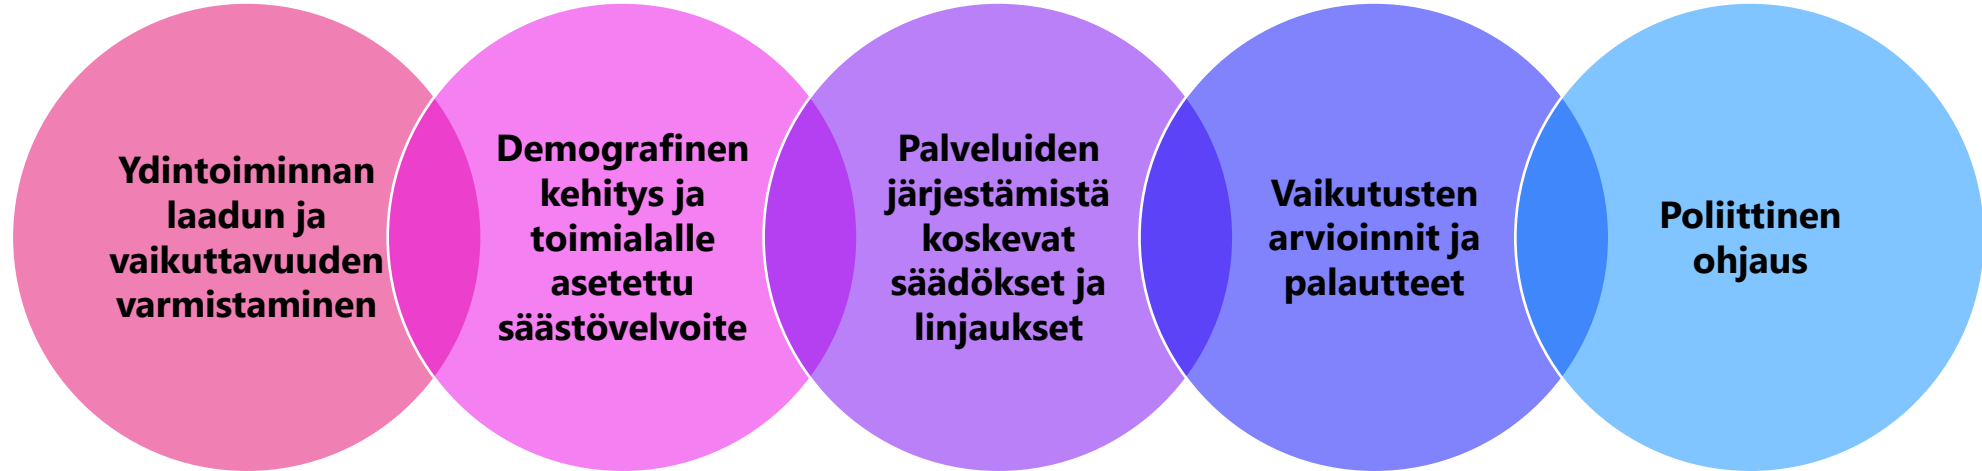 Ydintoiminnan
laadun ja
vaikuttavuuden
varmistaminen
Demografinen
kehitys ja
toimialalle
asetettu
säästövelvoite
Palveluiden
järjestämistä
koskevat
säädökset ja
linjaukset
Vaikutusten
arvioinnit ja
palautteet
Poliittinen
ohjaus